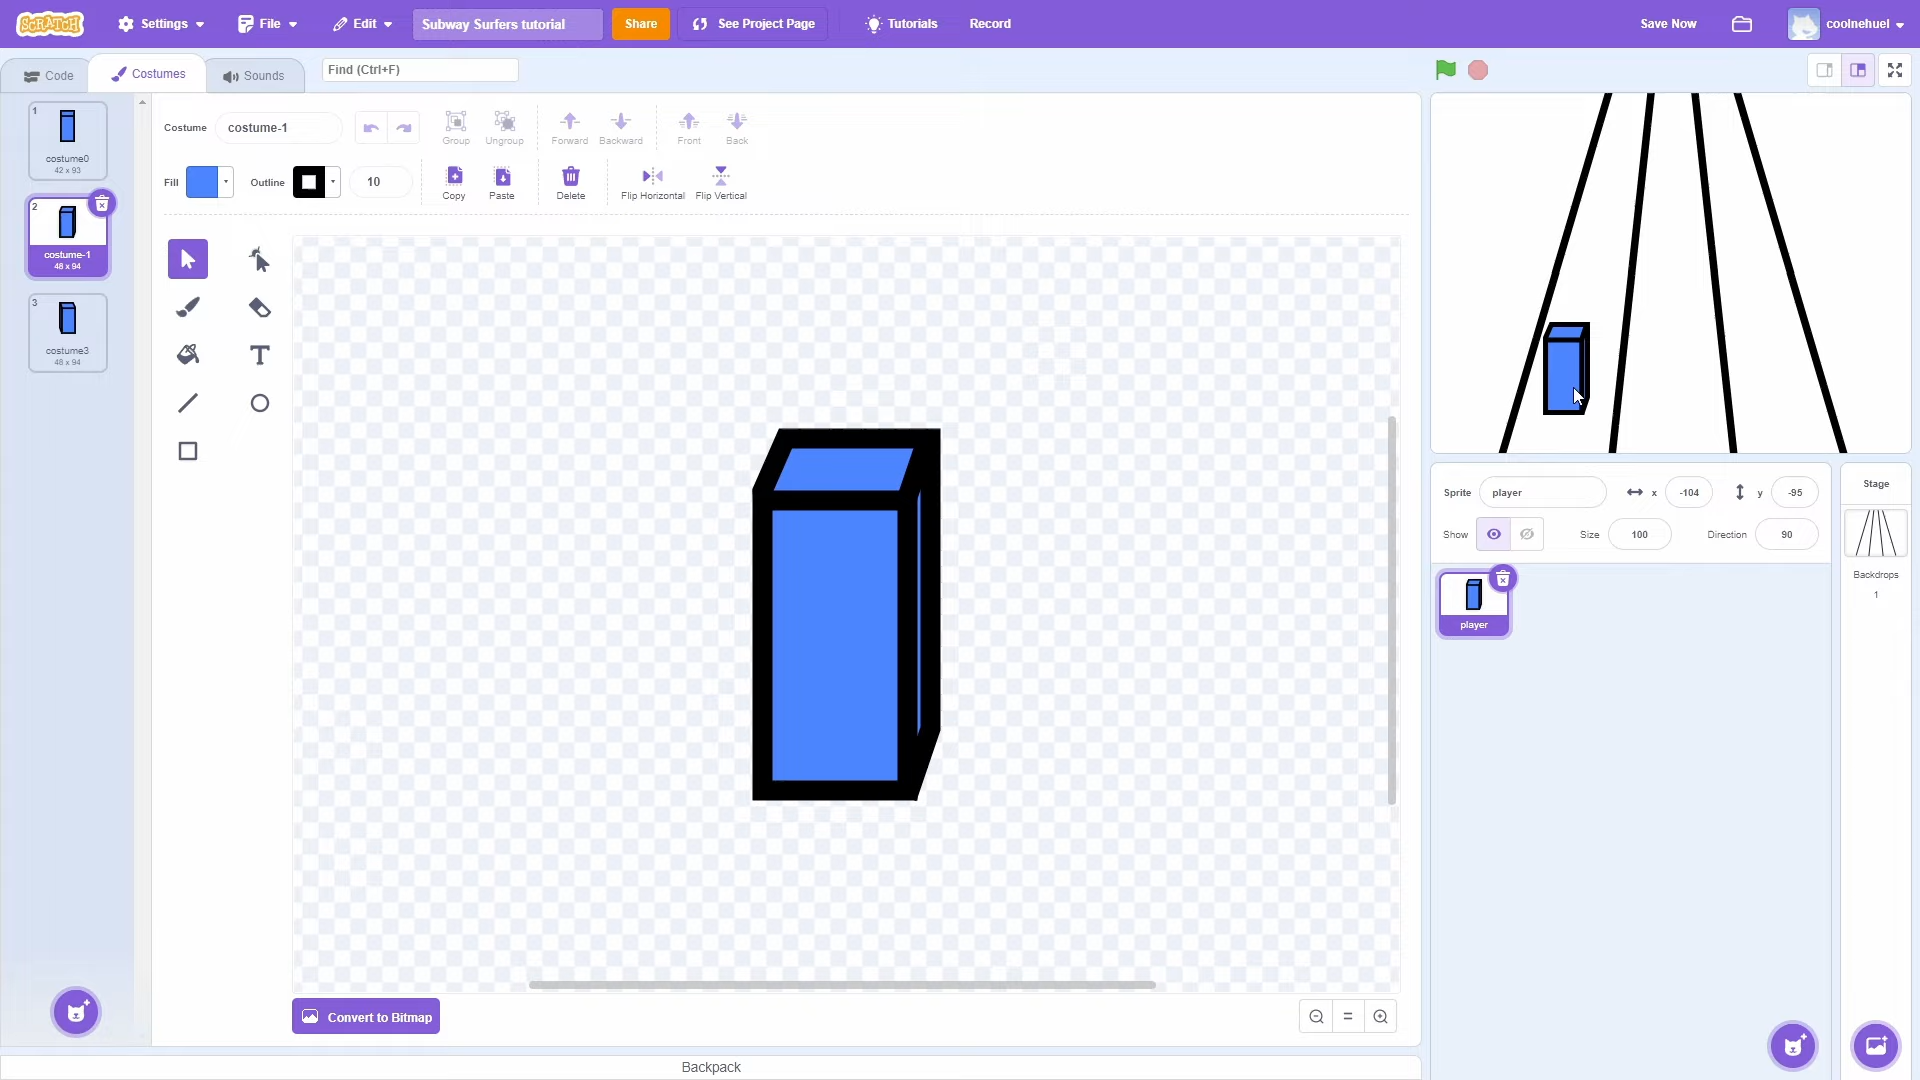 SCRATCH Settings File Edit Subway Surfers tutorial Share See Project Page Tutorials Record Save Now coolnehuel
Code Costumes Sounds Find (Ctrl+F)
1
costume0
42 x 93
2
costume-1
48 x 94
3
costume3
48 x 94
Costume costume-1 Group Ungroup Forward Backward Front Back
Fill Outline 10 Copy Paste Delete Flip Horizontal Flip Vertical
Convert to Bitmap
Backpack
Sprite player x -104 y -95
Show Size 100 Direction 90
player
Stage
Backdrops
1